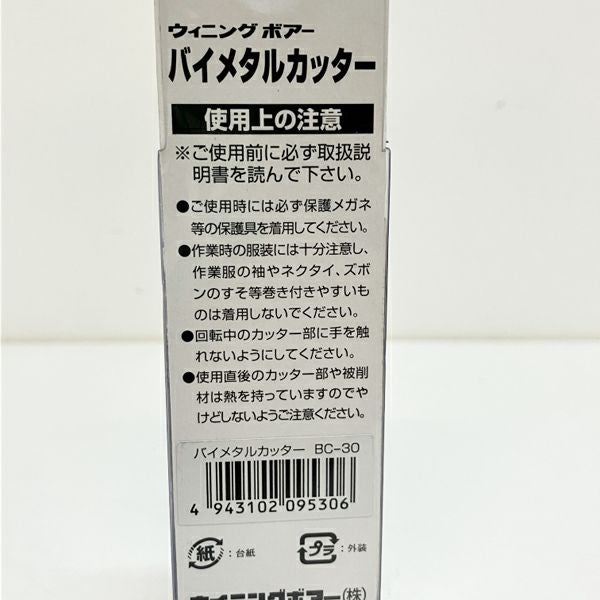 ウィニング ボアー
バイメタルカッター
使用上の注意
※ご使用前に必ず取扱説
明書を読んで下さい。
●ご使用時には必ず保護メガネ
等の保護具を着用してください。
●作業時の服装には十分注意し、
作業服の袖やネクタイ、ズボ
ンのすそ等巻き付きやすいも
のは着用しないでください。
●回転中のカッター部に手を触
れないようにしてください。
●使用直後のカッター部や被削
材は熱を持っていますのでや
けどしないようご注意ください。
バイメタルカッター BC-30
4 943102 095306
紙:台紙 プラ:外装
ウイニングボアー(株)